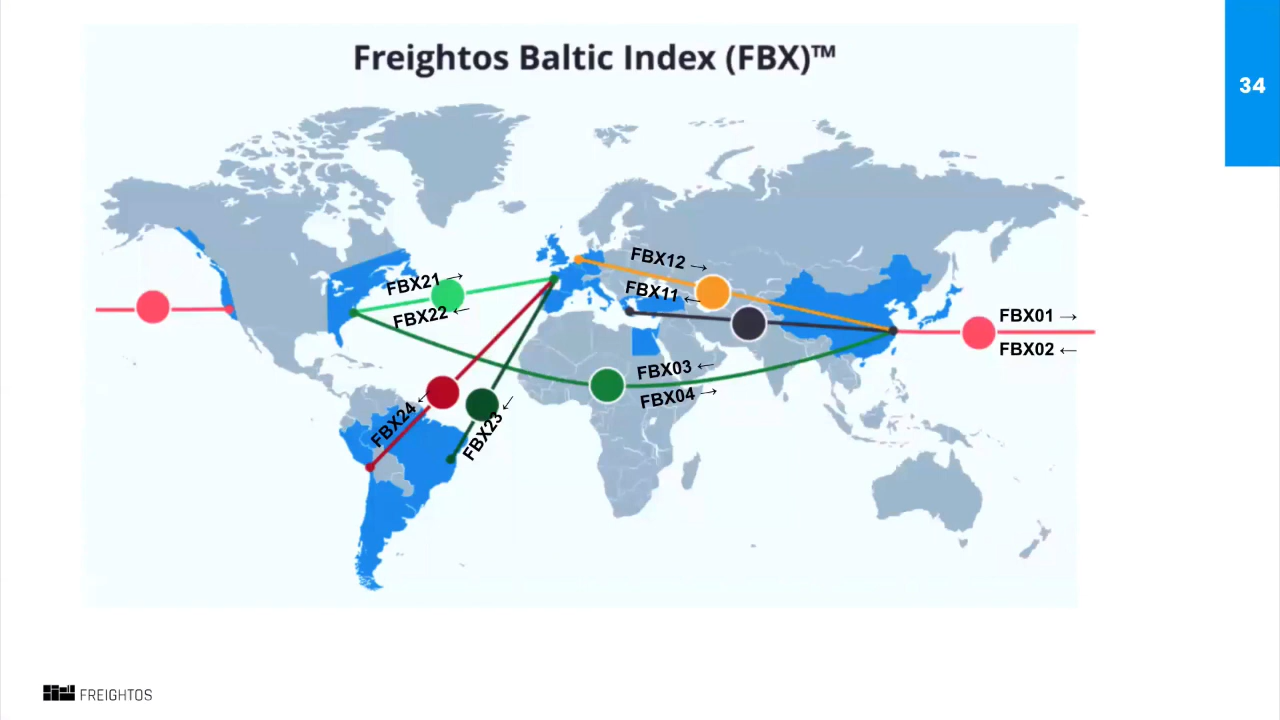 Freightos Baltic Index (FBX)™
34
FBX12 →
FBX21 →
FBX11 ←
FBX22 ←
FBX01 →
FBX02 ←
FBX03 ←
FBX04 →
FBX24 ↙
FBX23 ↙
FREIGHTOS